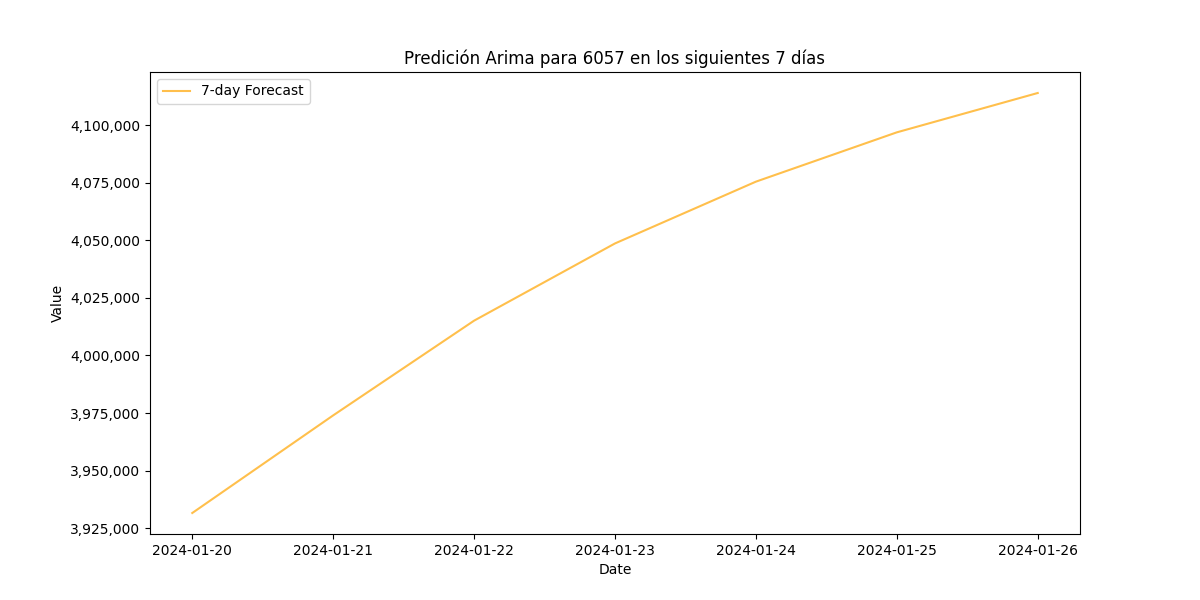 Predición Arima para 6057 en los siguientes 7 días
7-day Forecast
4,100,000
4,075,000
4,050,000
4,025,000
4,000,000
3,975,000
3,950,000
3,925,000
Value
2024-01-20 2024-01-21 2024-01-22 2024-01-23 2024-01-24 2024-01-25 2024-01-26
Date